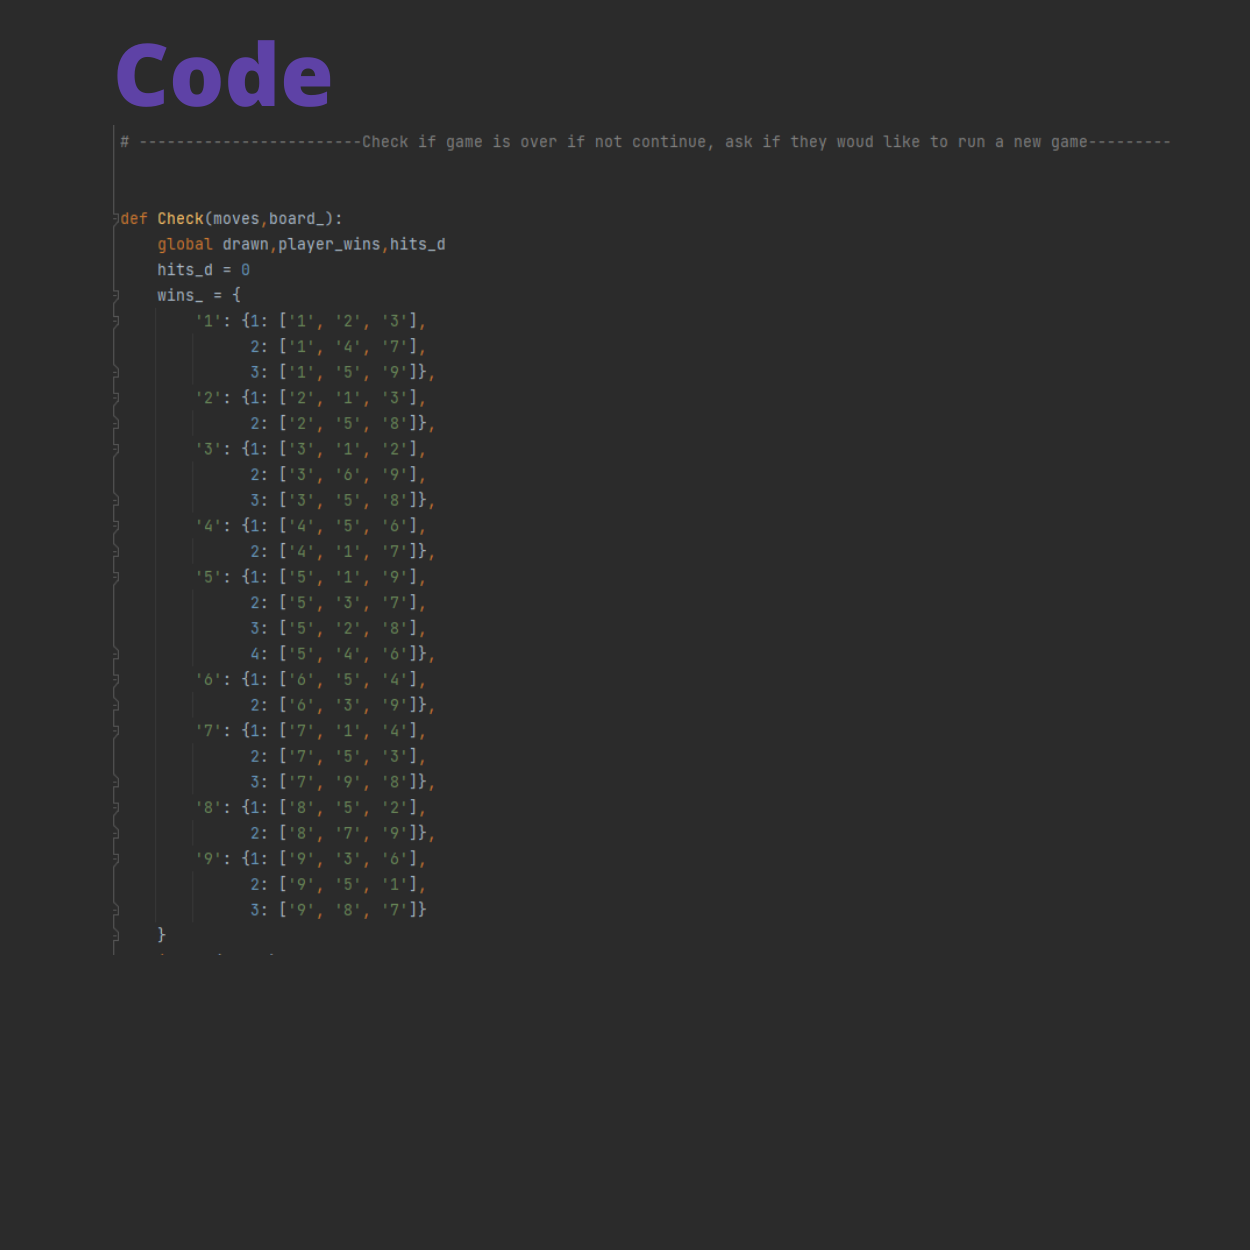 Code
# ------------------------Check if game is over if not continue, ask if they woud like to run a new game---------
def Check(moves,board_):
global drawn,player_wins,hits_d
hits_d = 0
wins_ = {
'1': {1: ['1', '2', '3'],
2: ['1', '4', '7'],
3: ['1', '5', '9']},
'2': {1: ['2', '1', '3'],
2: ['2', '5', '8']},
'3': {1: ['3', '1', '2'],
2: ['3', '6', '9'],
3: ['3', '5', '8']},
'4': {1: ['4', '5', '6'],
2: ['4', '1', '7']},
'5': {1: ['5', '1', '9'],
2: ['5', '3', '7'],
3: ['5', '2', '8'],
4: ['5', '4', '6']},
'6': {1: ['6', '5', '4'],
2: ['6', '3', '9']},
'7': {1: ['7', '1', '4'],
2: ['7', '5', '3'],
3: ['7', '9', '8']},
'8': {1: ['8', '5', '2'],
2: ['8', '7', '9']},
'9': {1: ['9', '3', '6'],
2: ['9', '5', '1'],
3: ['9', '8', '7']}
}